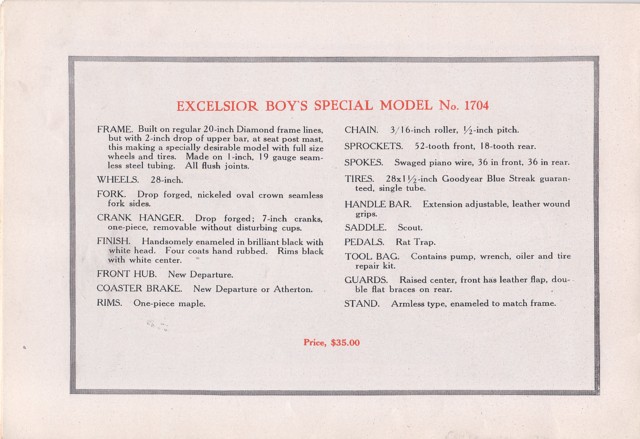 EXCELSIOR BOY'S SPECIAL MODEL No. 1704
FRAME. Built on regular 20-inch Diamond frame lines,
but with 2-inch drop of upper bar, at seat post mast,
this making a specially desirable model with full size
wheels and tires. Made on 1-inch, 19 gauge seam-
less steel tubing. All flush joints.
WHEELS. 28-inch.
FORK. Drop forged, nickeled oval crown seamless
fork sides.
CRANK HANGER. Drop forged; 7-inch cranks,
one-piece, removable without disturbing cups.
FINISH. Handsomely enameled in brilliant black with
white head. Four coats hand rubbed. Rims black
with white center.
FRONT HUB. New Departure.
COASTER BRAKE. New Departure or Atherton.
RIMS. One-piece maple.
CHAIN. 3/16-inch roller, ½-inch pitch.
SPROCKETS. 52-tooth front, 18-tooth rear.
SPOKES. Swaged piano wire, 36 in front, 36 in rear.
TIRES. 28x1½-inch Goodyear Blue Streak guaran-
teed, single tube.
HANDLE BAR. Extension adjustable, leather wound
grips.
SADDLE. Scout.
PEDALS. Rat Trap.
TOOL BAG. Contains pump, wrench, oiler and tire
repair kit.
GUARDS. Raised center, front has leather flap, dou-
ble flat braces on rear.
STAND. Armless type, enameled to match frame.
Price, $35.00